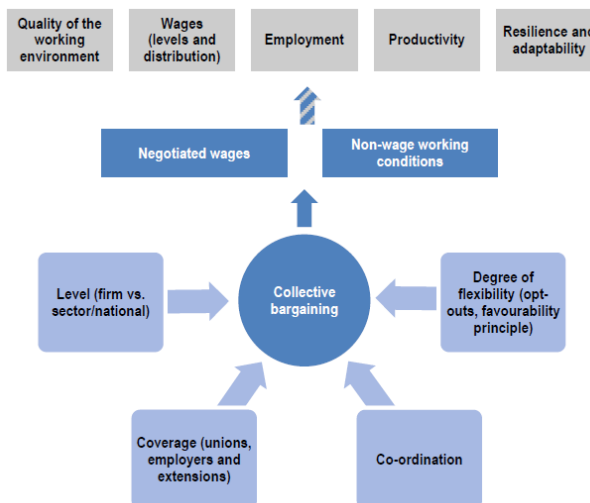 Quality of the
working
environment
Wages
(levels and
distribution)
Employment
Productivity
Resilience and
adaptability
Negotiated wages
Non-wage working
conditions
Collective
bargaining
Level (firm vs.
sector/national)
Degree of
flexibility (opt-
outs, favourability
principle)
Coverage (unions,
employers and
extensions)
Co-ordination